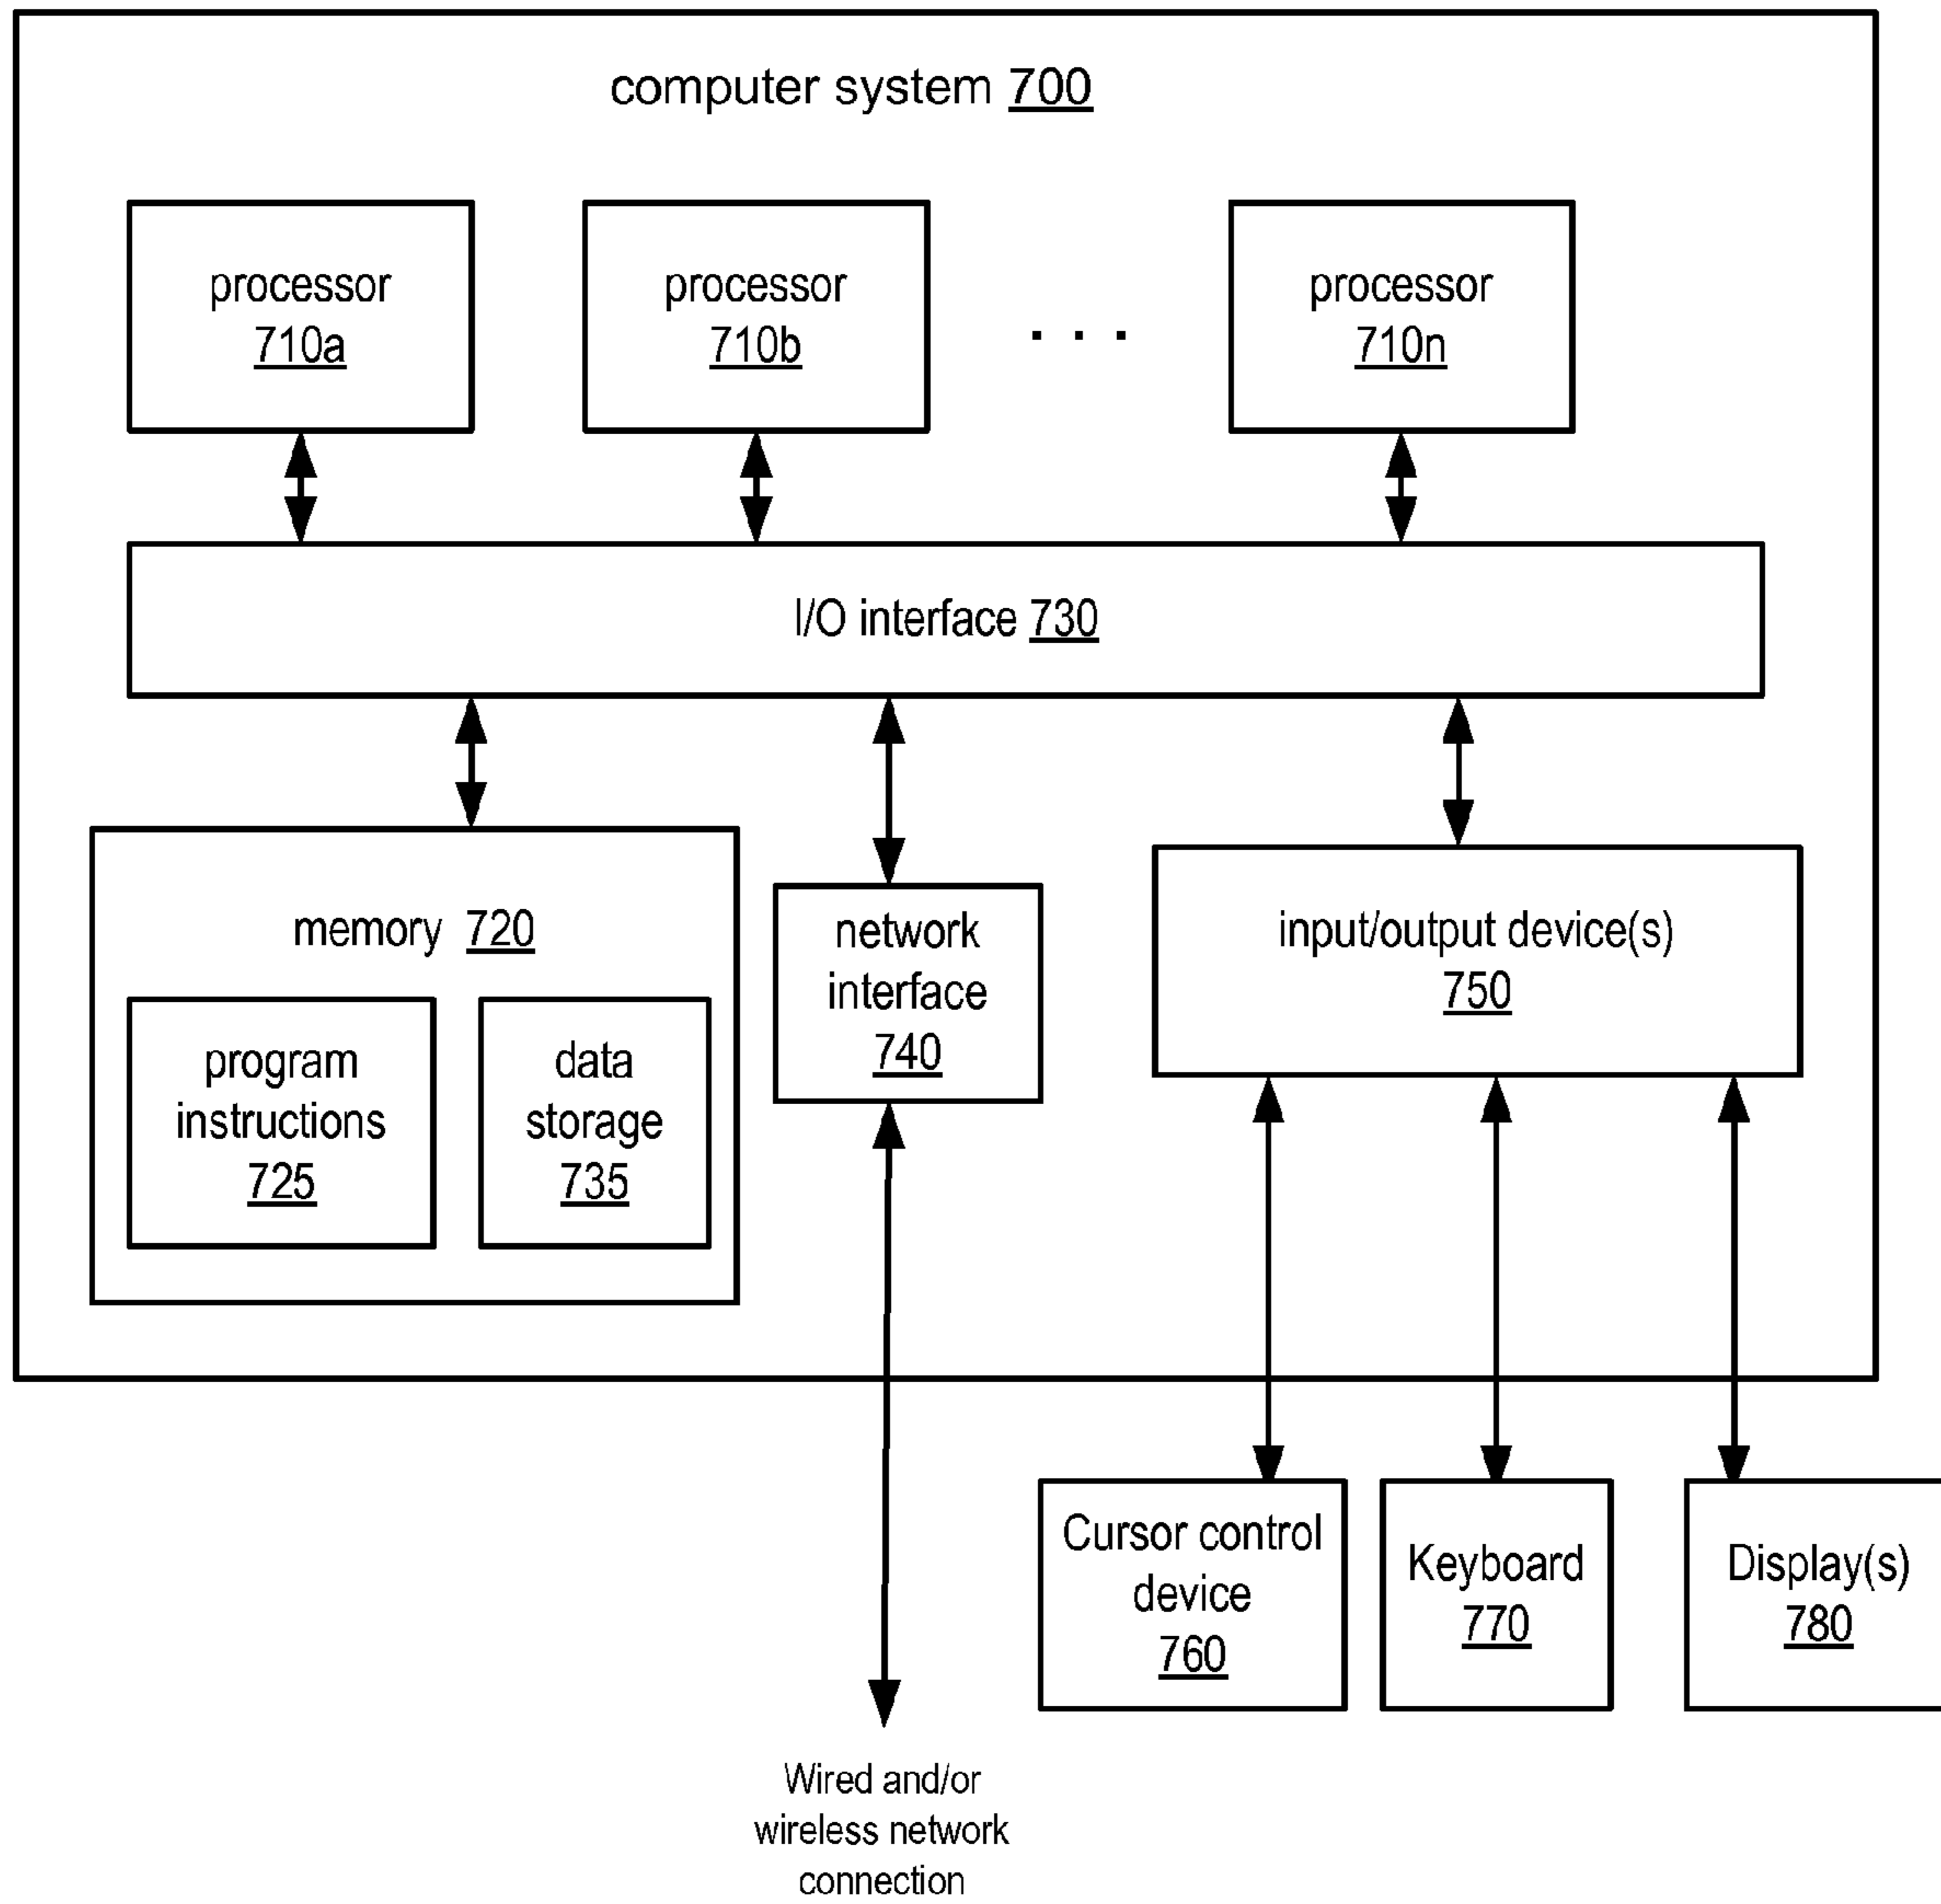 computer system 700
processor
710a
processor
710b
. . .
processor
710n
I/O interface 730
memory 720
program
instructions
725
data
storage
735
network
interface
740
input/output device(s)
750
Cursor control
device
760
Keyboard
770
Display(s)
780
Wired and/or
wireless network
connection